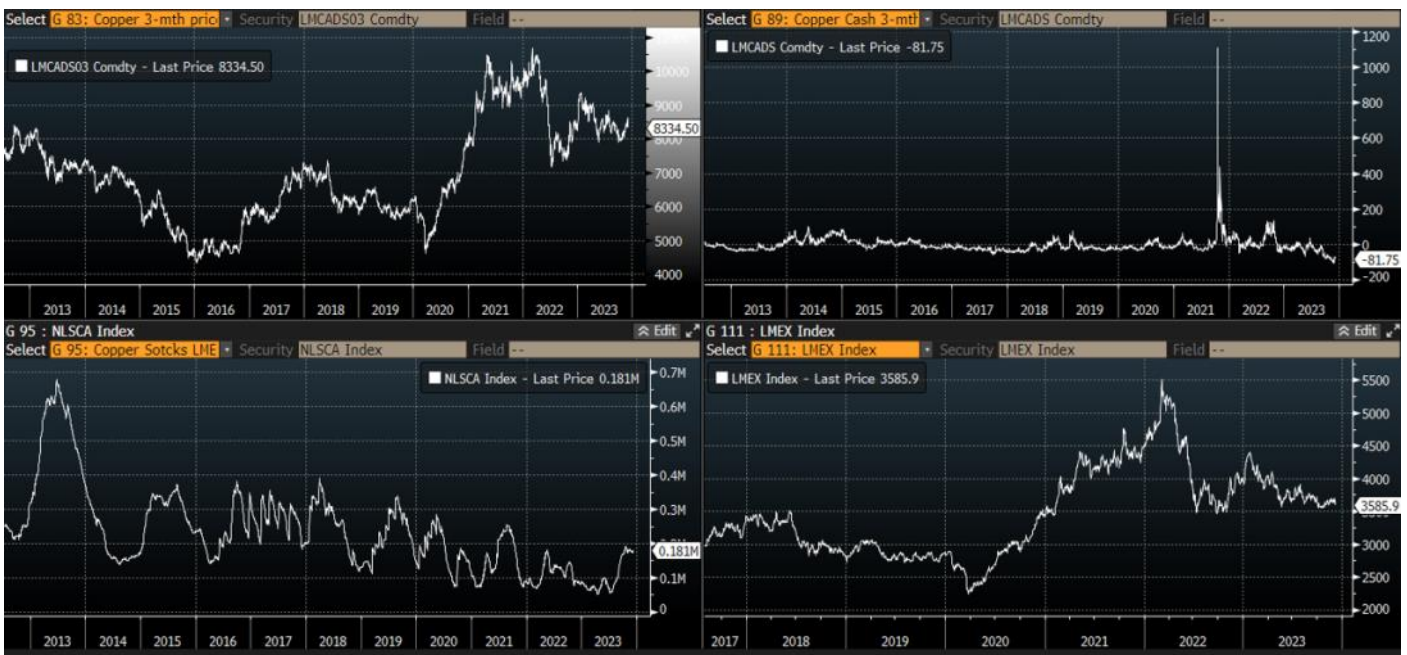 Select G 83: Copper 3-mth pric Security LMCADS03 Comdty Field --
LMCADS03 Comdty - Last Price 8334.50
10000
9000
8334.50
8000
7000
6000
5000
4000
2013 2014 2015 2016 2017 2018 2019 2020 2021 2022 2023
Select G 89: Copper Cash 3-mth Security LMCADS Comdty Field --
LMCADS Comdty - Last Price -81.75
1200
1000
800
600
400
200
0
-81.75
-200
2013 2014 2015 2016 2017 2018 2019 2020 2021 2022 2023
G 95 : NLSCA Index Edit
Select G 95: Copper Sotcks LME Security NLSCA Index Field --
NLSCA Index - Last Price 0.181M
0.7M
0.6M
0.5M
0.4M
0.3M
0.181M
0.1M
0
2013 2014 2015 2016 2017 2018 2019 2020 2021 2022 2023
G 111 : LMEX Index Edit
Select G 111: LMEX Index Security LMEX Index Field --
LMEX Index - Last Price 3585.9
5500
5000
4500
4000
3585.9
3000
2500
2000
2017 2018 2019 2020 2021 2022 2023